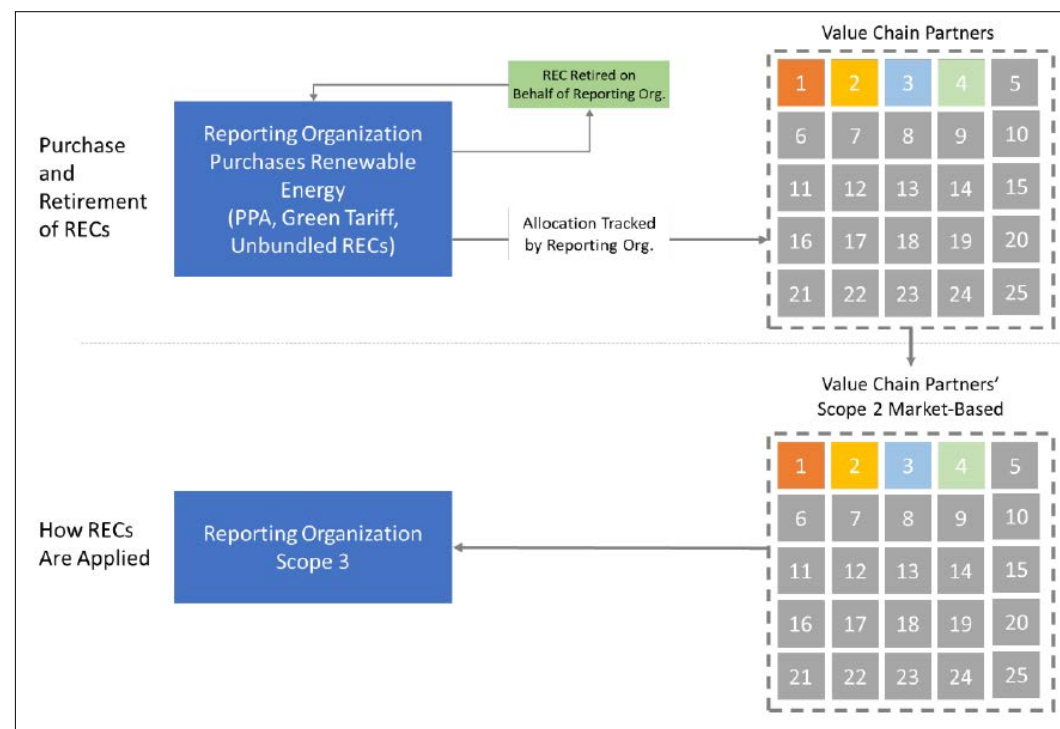 Value Chain Partners
REC Retired on
Behalf of Reporting Org.
Purchase
and
Retirement
of RECs
Reporting Organization
Purchases Renewable
Energy
(PPA, Green Tariff,
Unbundled RECs)
Allocation Tracked
by Reporting Org.
1 2 3 4 5
6 7 8 9 10
11 12 13 14 15
16 17 18 19 20
21 22 23 24 25
Value Chain Partners'
Scope 2 Market-Based
How RECs
Are Applied
Reporting Organization
Scope 3
1 2 3 4 5
6 7 8 9 10
11 12 13 14 15
16 17 18 19 20
21 22 23 24 25